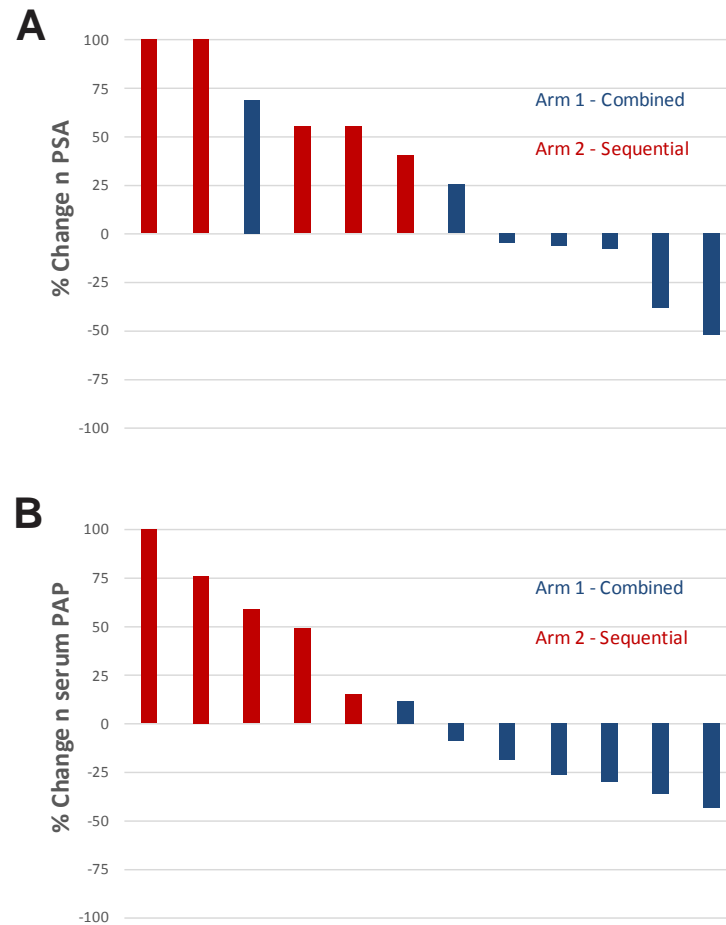 A
% Change n PSA
100
75
50
25
0
-25
-50
-75
-100
Arm 1 - Combined
Arm 2 - Sequential
B
% Change n serum PAP
100
75
50
25
0
-25
-50
-75
-100
Arm 1 - Combined
Arm 2 - Sequential